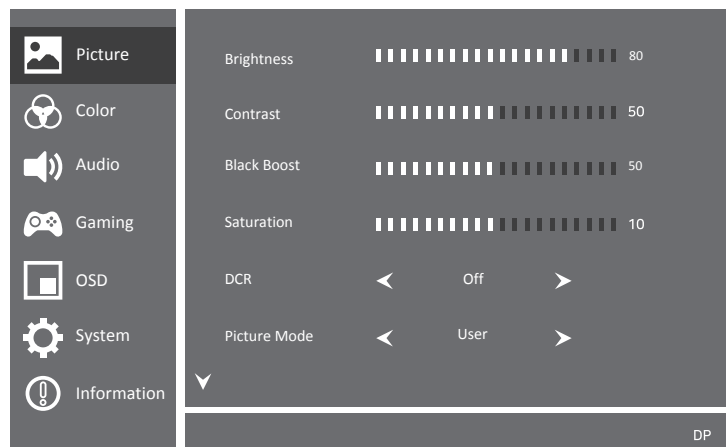 Picture
Color
Audio
Gaming
OSD
System
Information
Brightness 80
Contrast 50
Black Boost 50
Saturation 10
DCR Off
Picture Mode User
DP